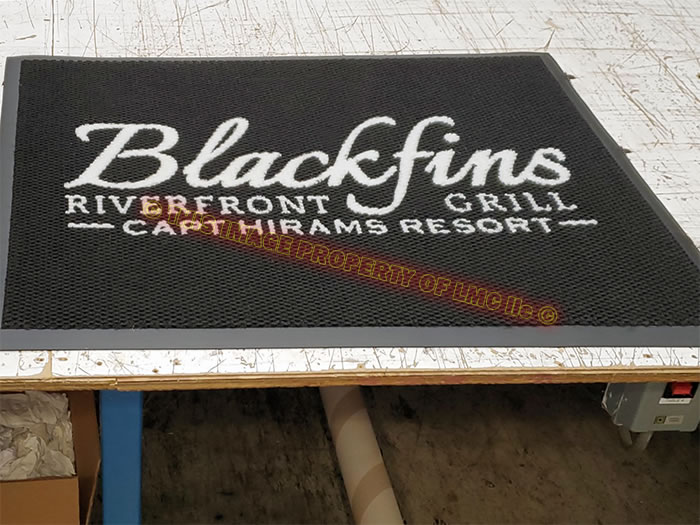 Blackfins
RIVERFRONT GRILL
— CAPT HIRAMS RESORT —
IMAGE PROPERTY OF LMC llc ©